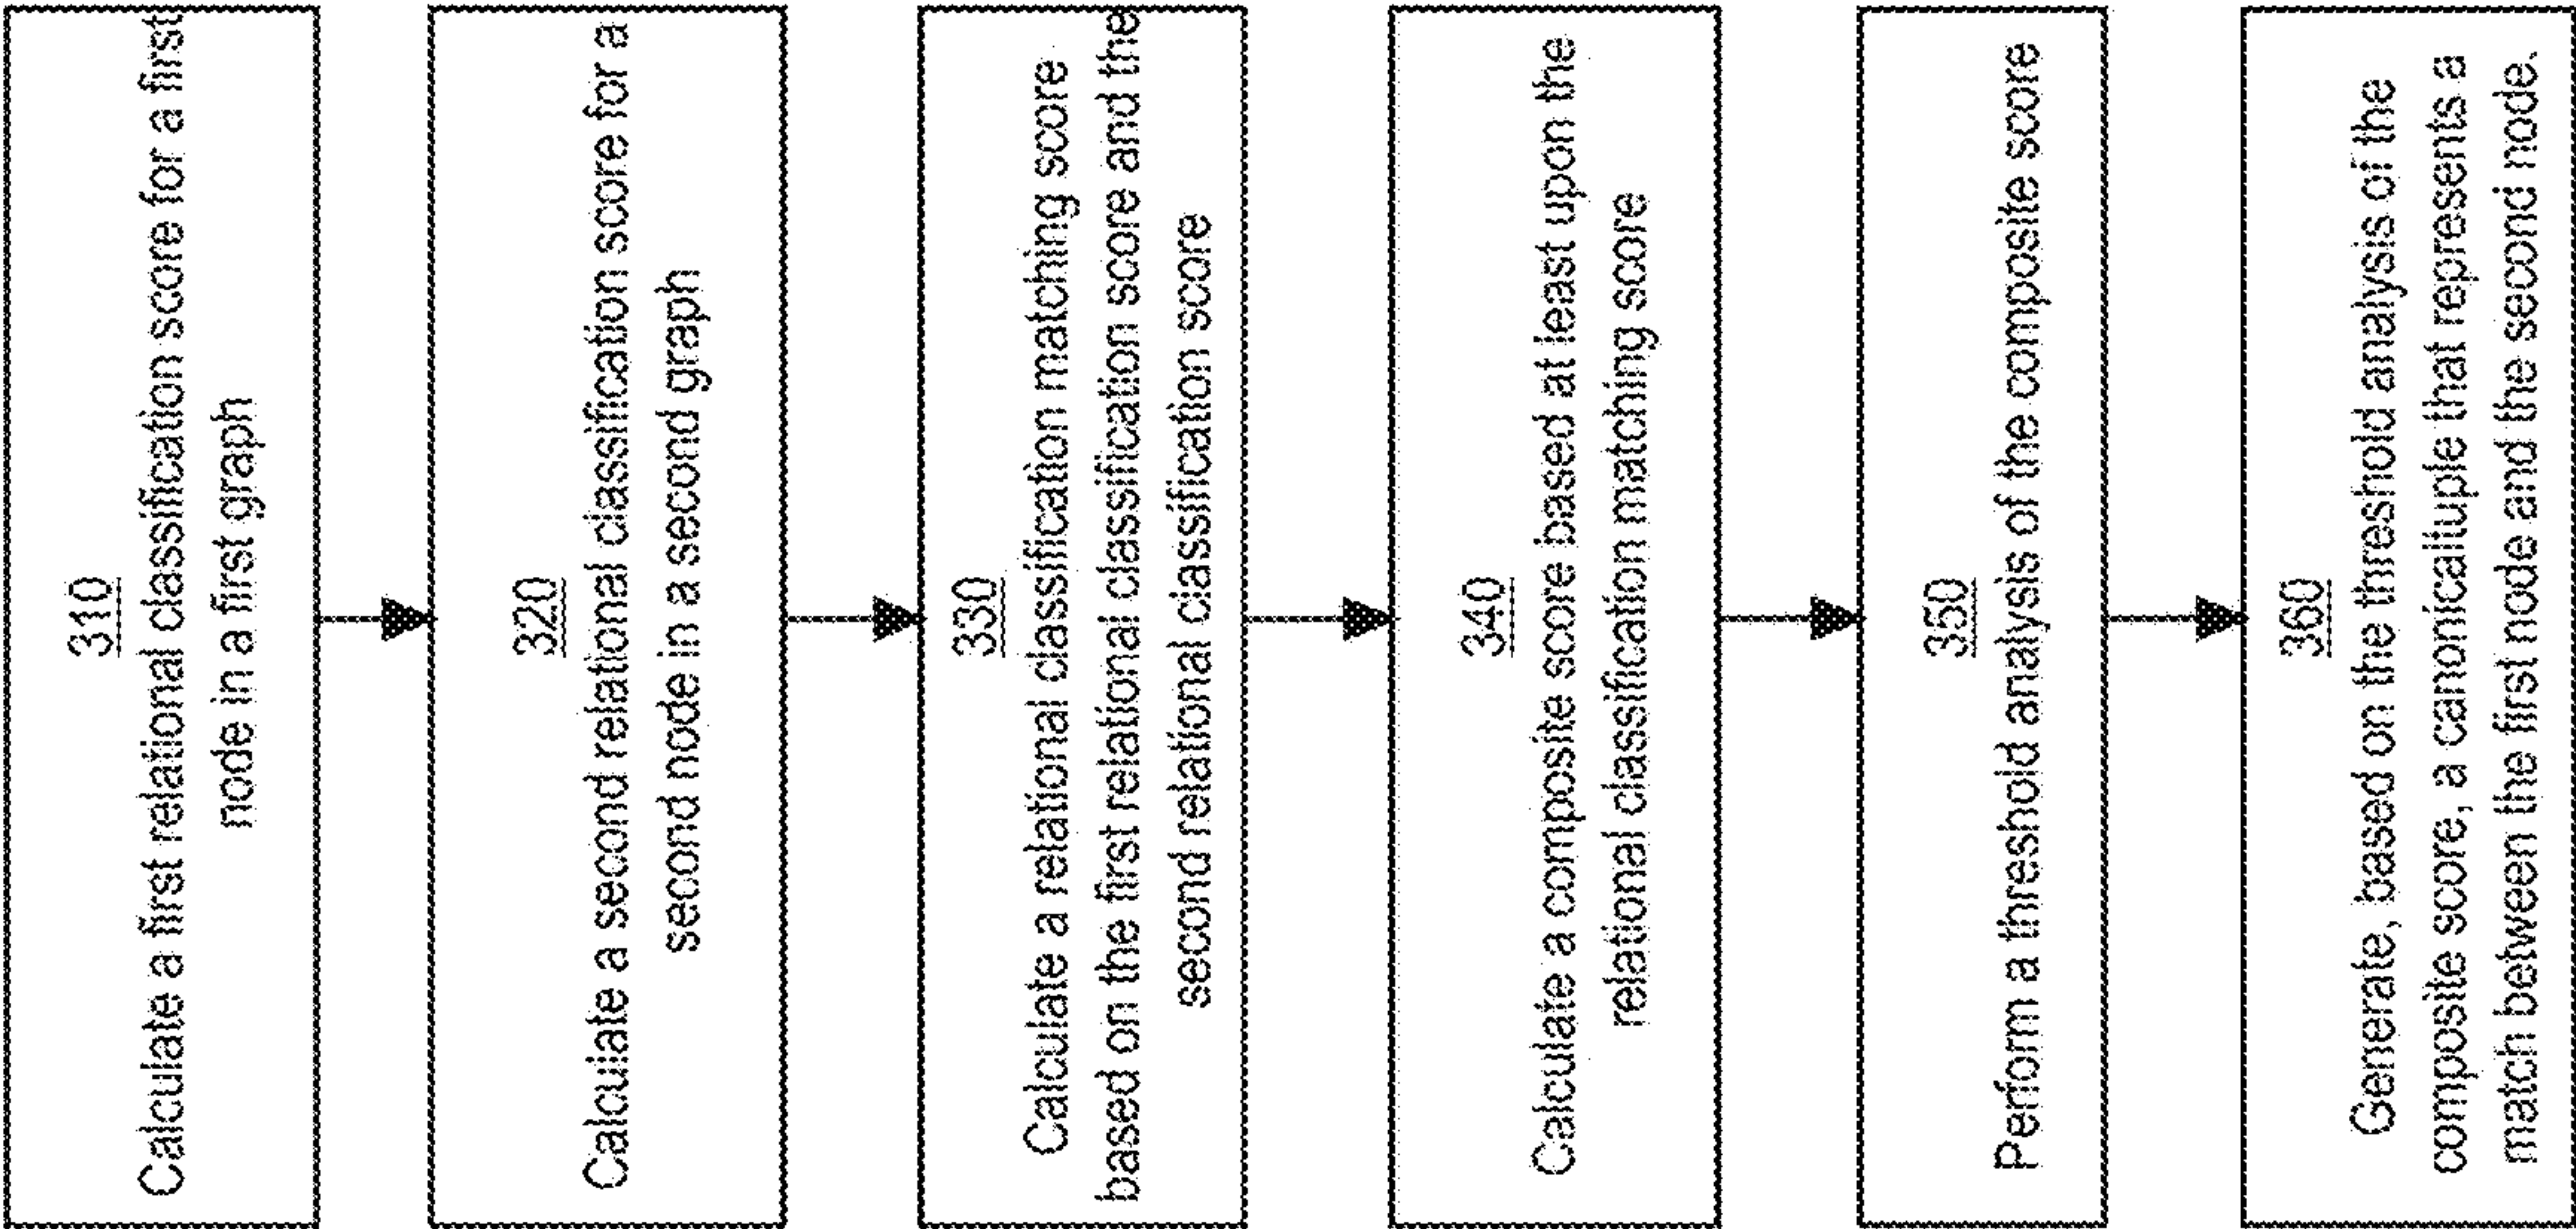 310
Calculate a first relational classification score for a first
node in a first graph
320
Calculate a second relational classification score for a
second node in a second graph
330
Calculate a relational classification matching score
based on the first relational classification score and the
second relational classification score
340
Calculate a composite score based at least upon the
relational classification matching score
350
Perform a threshold analysis of the composite score
360
Generate, based on the threshold analysis of the
composite score, a canonicaltuple that represents a
match between the first node and the second node.